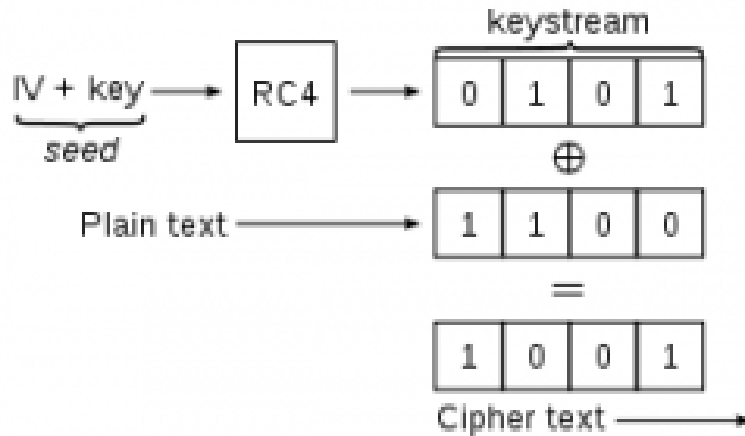 keystream
IV + key RC4 0 1 0 1
seed
⊕
Plain text 1 1 0 0
=
1 0 0 1
Cipher text